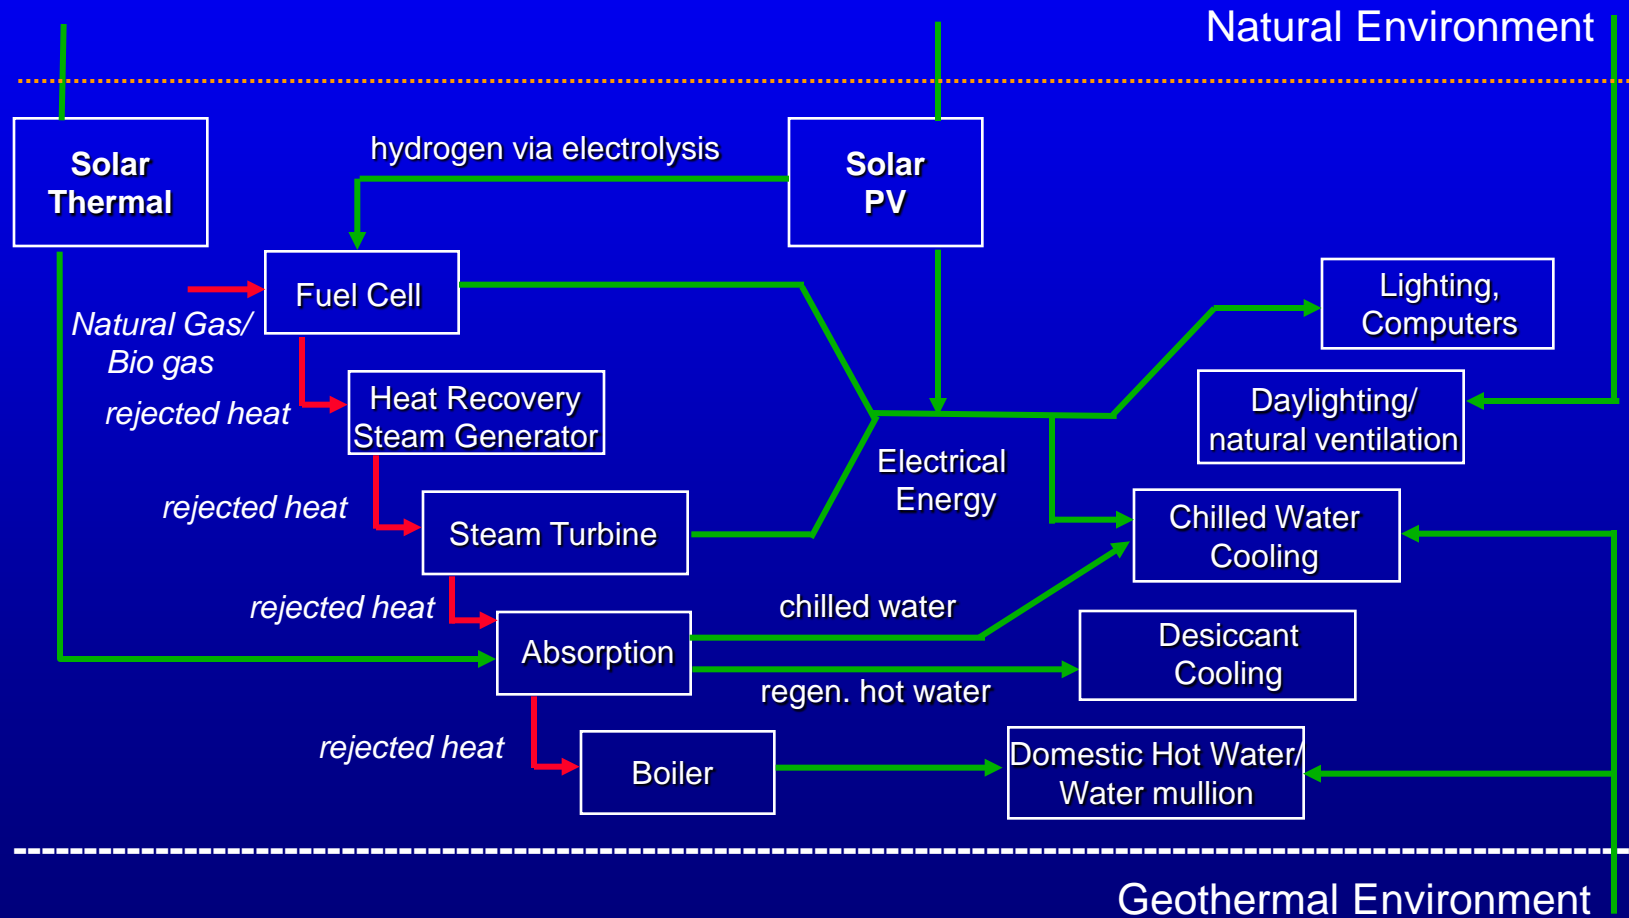 Natural Environment
Solar
Thermal
hydrogen via electrolysis
Solar
PV
Fuel Cell
Natural Gas/
Bio gas
Lighting,
Computers
rejected heat
Heat Recovery
Steam Generator
Daylighting/
natural ventilation
Electrical
Energy
rejected heat
Steam Turbine
Chilled Water
Cooling
rejected heat
chilled water
Absorption
regen. hot water
Desiccant
Cooling
rejected heat
Boiler
Domestic Hot Water/
Water mullion
Geothermal Environment